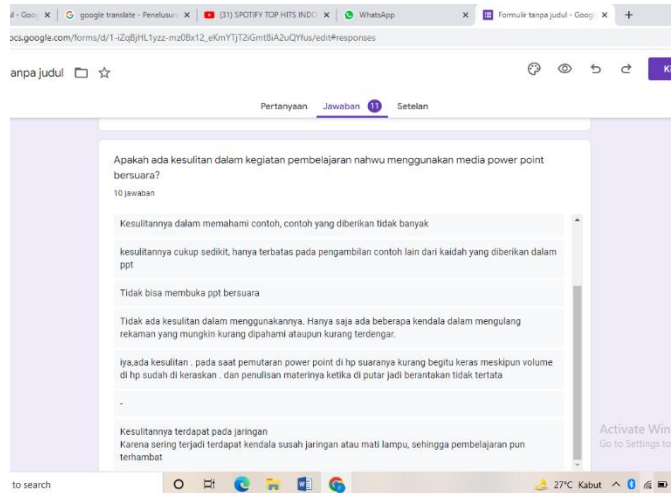 google translate - Penelusur
(31) SPOTIFY TOP HITS INDO
WhatsApp
Formulir tanpa judul - Goog
ocs.google.com/forms/d/1-iZqBjHL1yzz-mz08x12_eKmYTjT2iGmt8iA2uQYfus/edit#responses
anpa judul
Pertanyaan Jawaban 11 Setelan
Apakah ada kesulitan dalam kegiatan pembelajaran nahwu menggunakan media power point
bersuara?
10 jawaban
Kesulitannya dalam memahami contoh, contoh yang diberikan tidak banyak
kesulitannya cukup sedikit, hanya terbatas pada pengambilan contoh lain dari kaidah yang diberikan dalam
ppt
Tidak bisa membuka ppt bersuara
Tidak ada kesulitan dalam menggunakannya. Hanya saja ada beberapa kendala dalam mengulang
rekaman yang mungkin kurang dipahami ataupun kurang terdengar.
iya,ada kesulitan . pada saat pemutaran power point di hp suaranya kurang begitu keras meskipun volume
di hp sudah di keraskan . dan penulisan materinya ketika di putar jadi berantakan tidak tertata
-
Kesulitannya terdapat pada jaringan
Karena sering terjadi terdapat kendala susah jaringan atau mati lampu, sehingga pembelajaran pun
terhambat
Activate Win
Go to Settings to
to search
27°C Kabut